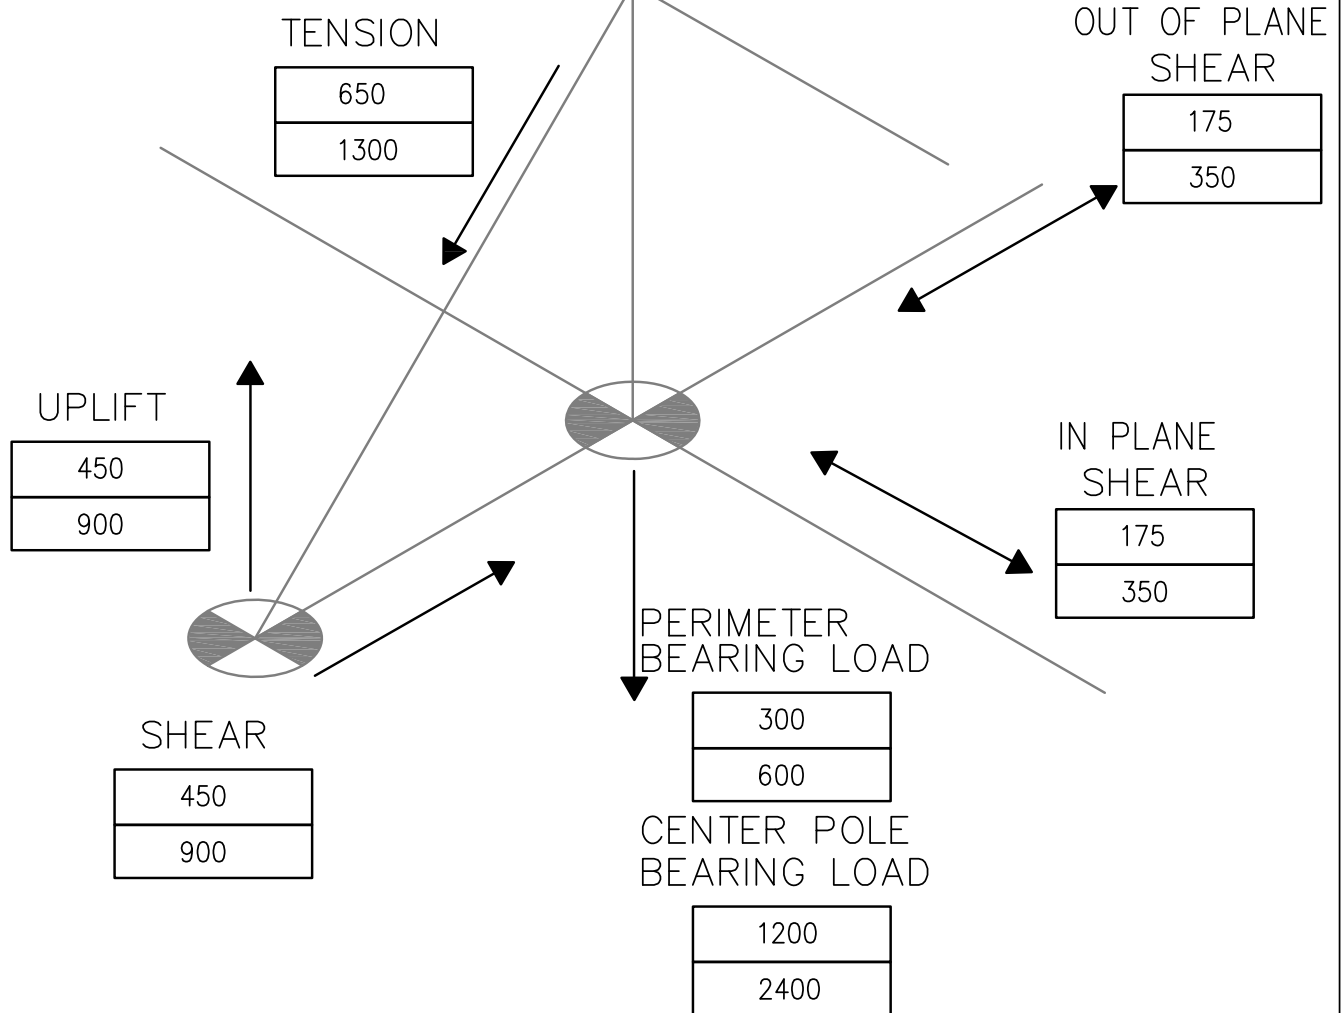 TENSION
650
1300
OUT OF PLANE
SHEAR
175
350
UPLIFT
450
900
IN PLANE
SHEAR
175
350
PERIMETER
BEARING LOAD
300
600
SHEAR
450
900
CENTER POLE
BEARING LOAD
1200
2400